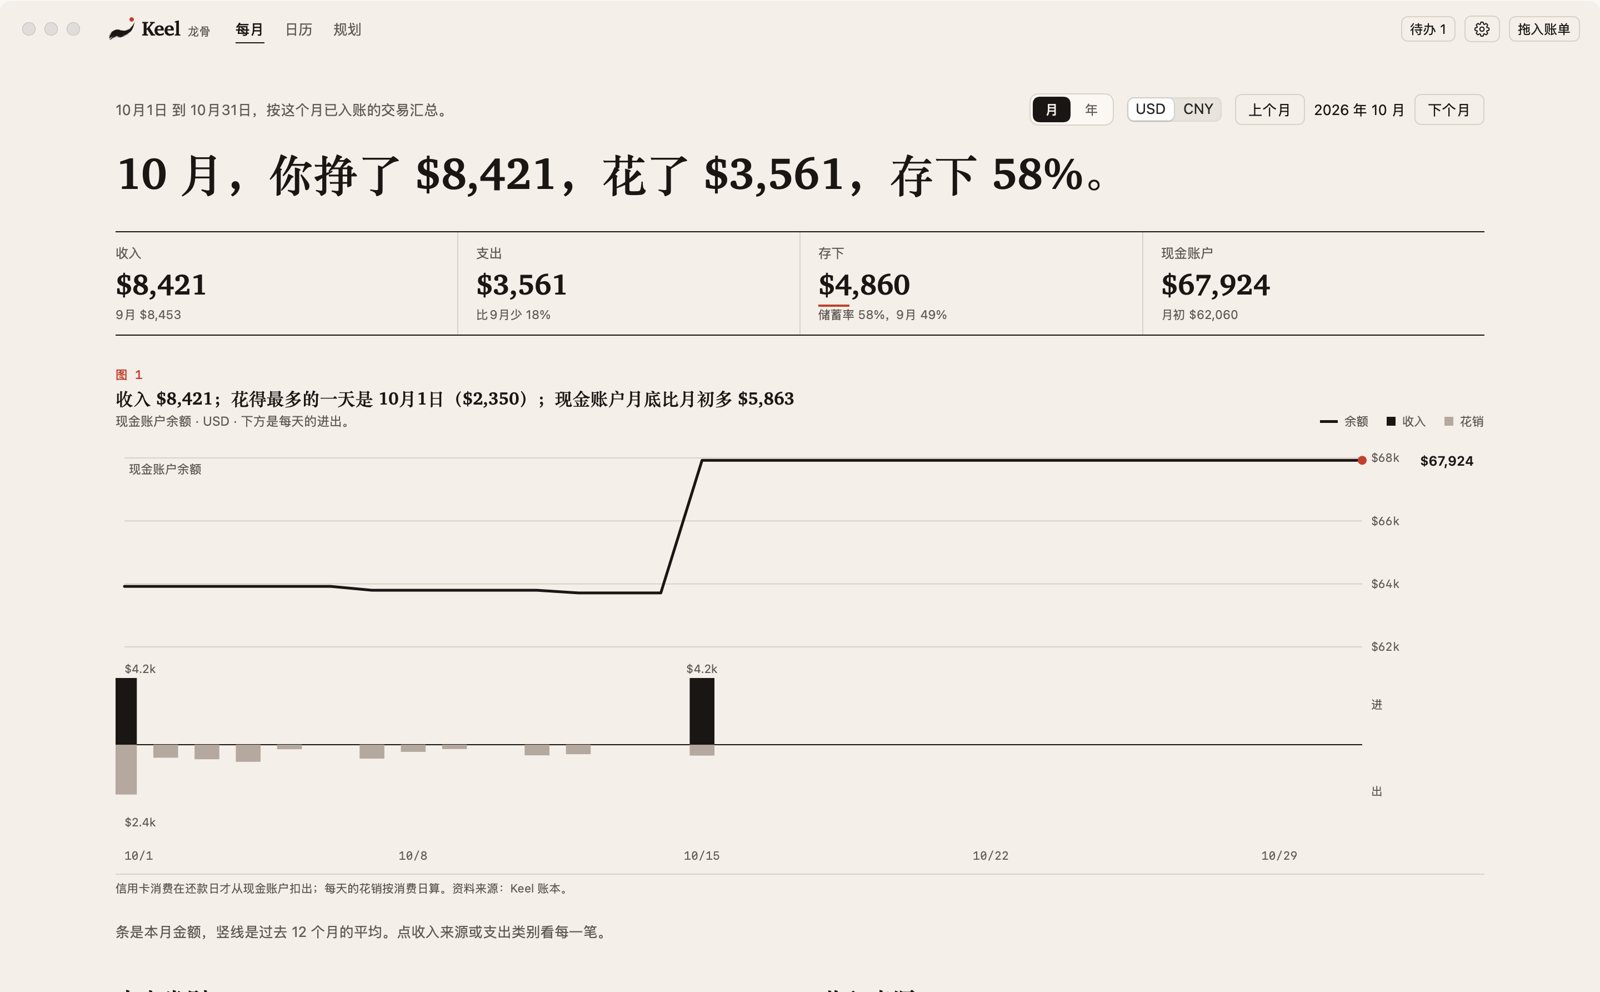 Keel 龙骨 每月 日历 规划 待办 1 拖入账单
10月1日 到 10月31日，按这个月已入账的交易汇总。
月 年 USD CNY 上个月 2026 年 10 月 下个月
10 月，你挣了 $8,421，花了 $3,561，存下 58%。
收入 支出 存下 现金账户
$8,421 $3,561 $4,860 $67,924
9月 $8,453 比9月少 18% 储蓄率 58%，9月 49% 月初 $62,060
图 1
收入 $8,421；花得最多的一天是 10月1日（$2,350）；现金账户月底比月初多 $5,863
现金账户余额 · USD · 下方是每天的进出。
余额 收入 花销
现金账户余额
$68k $67,924
$66k
$64k
$62k
$4.2k $4.2k
进
出
$2.4k
10/1 10/8 10/15 10/22 10/29
信用卡消费在还款日才从现金账户扣出；每天的花销按消费日算。资料来源：Keel 账本。
条是本月金额，竖线是过去 12 个月的平均。点收入来源或支出类别看每一笔。